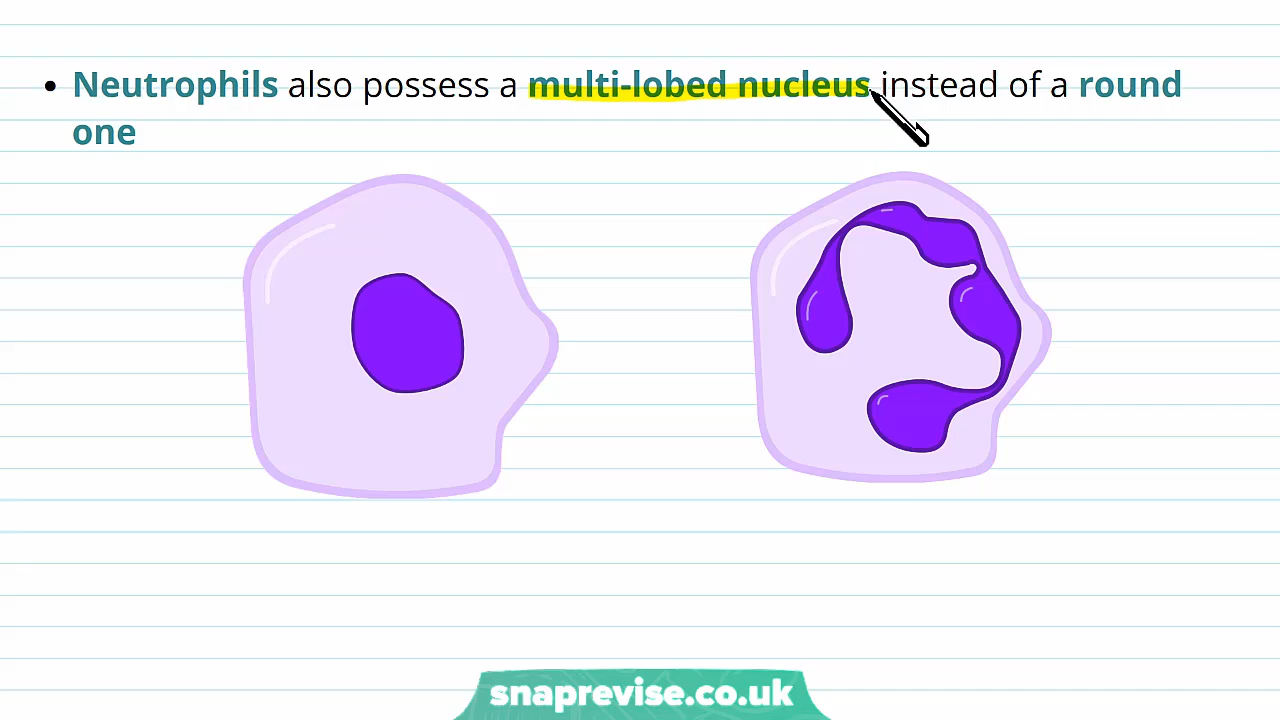 • Neutrophils also possess a multi-lobed nucleus instead of a round
one
snaprevise.co.uk